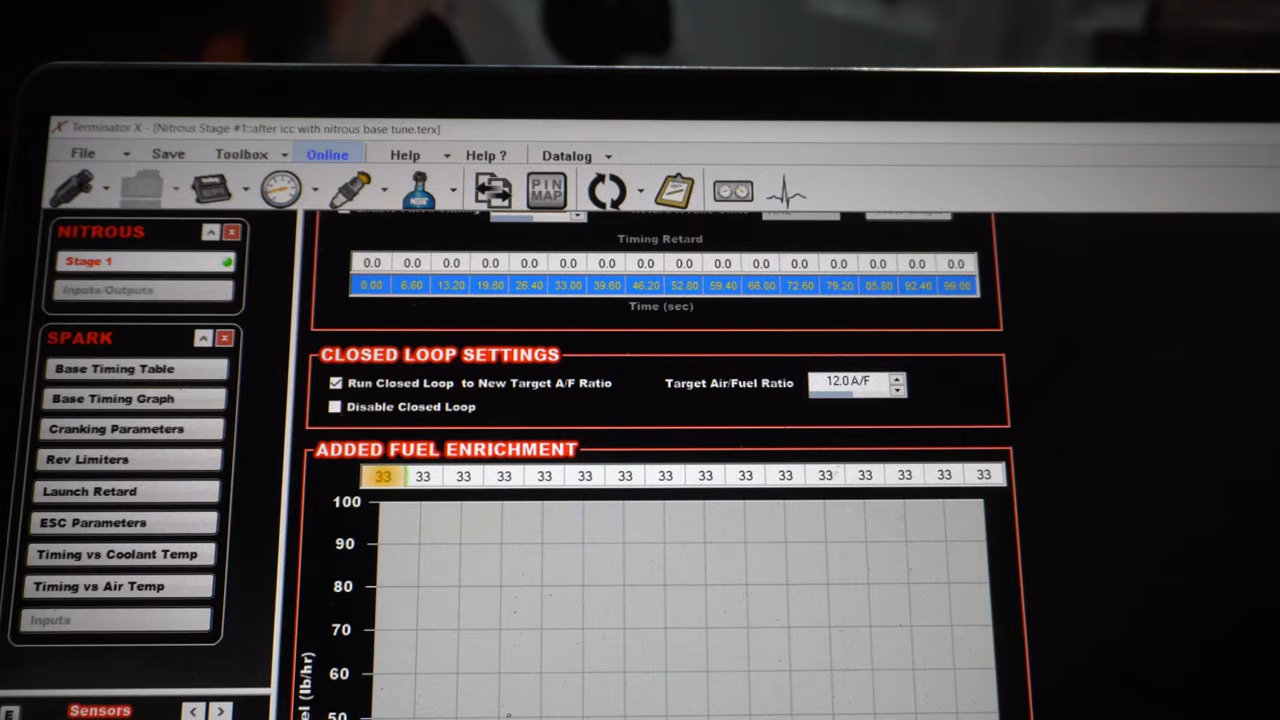 Terminator X - [Nitrous Stage #1::after icc with nitrous base tune.terx]
File Save Toolbox Online Help Help ? Datalog
NOS
PIN MAP
NITROUS
Stage 1
Inputs/Outputs
SPARK
Base Timing Table
Base Timing Graph
Cranking Parameters
Rev Limiters
Launch Retard
ESC Parameters
Timing vs Coolant Temp
Timing vs Air Temp
Inputs
Sensors
Timing Retard
0.0 0.0 0.0 0.0 0.0 0.0 0.0 0.0 0.0 0.0 0.0 0.0 0.0 0.0 0.0 0.0
0.00 6.60 13.20 19.80 26.40 33.00 39.60 46.20 52.80 59.40 66.00 72.60 79.20 85.80 92.40 99.00
Time (sec)
CLOSED LOOP SETTINGS
Run Closed Loop to New Target A/F Ratio Target Air/Fuel Ratio 12.0 A/F
Disable Closed Loop
ADDED FUEL ENRICHMENT
33 33 33 33 33 33 33 33 33 33 33 33 33 33 33 33
100
90
80
70
60
50
(lb/hr)